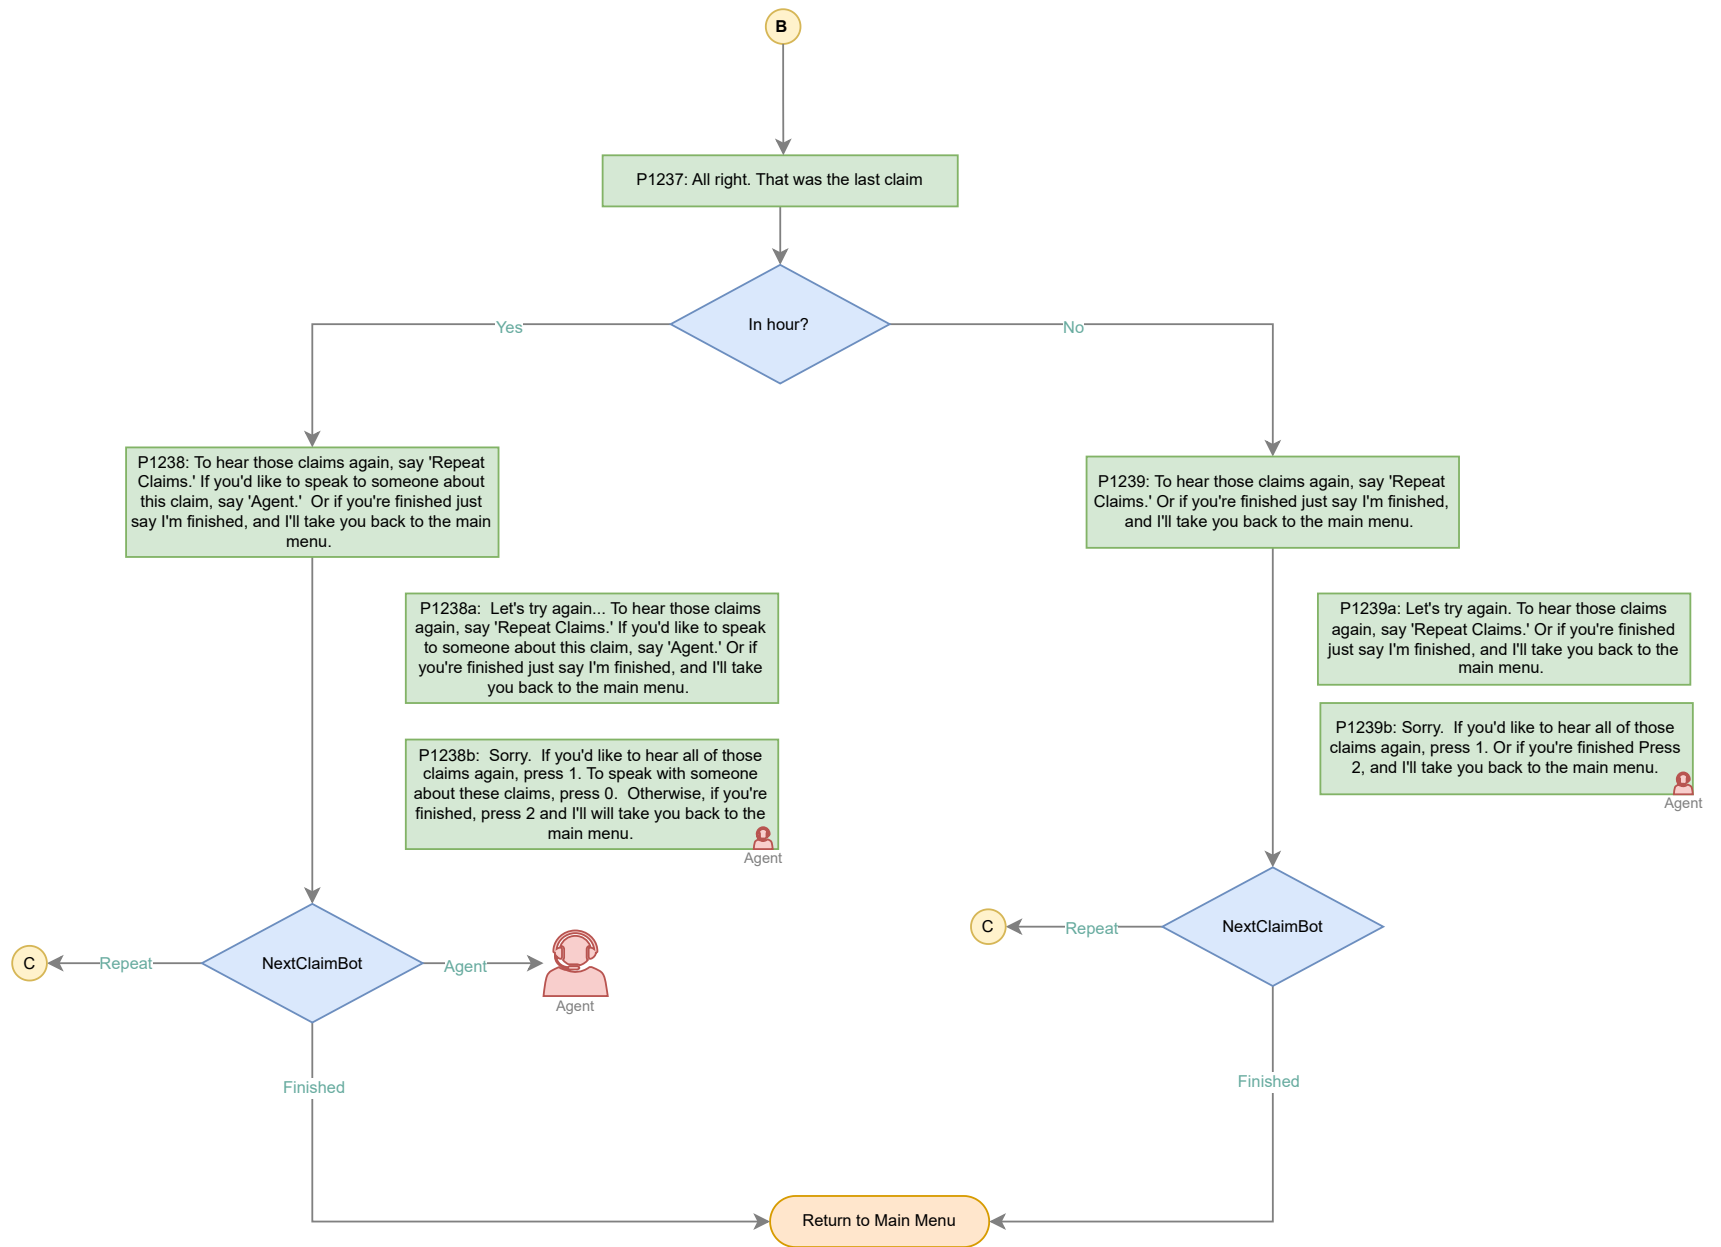 B
P1237: All right. That was the last claim
In hour?
Yes
No
P1238: To hear those claims again, say 'Repeat
Claims.' If you'd like to speak to someone about
this claim, say 'Agent.'  Or if you're finished just
say I'm finished, and I'll take you back to the main
menu.
P1239: To hear those claims again, say 'Repeat
Claims.' Or if you're finished just say I'm finished,
and I'll take you back to the main menu.
P1238a:  Let's try again... To hear those claims
again, say 'Repeat Claims.' If you'd like to speak
to someone about this claim, say 'Agent.' Or if
you're finished just say I'm finished, and I'll take
you back to the main menu.
P1239a: Let's try again. To hear those claims
again, say 'Repeat Claims.' Or if you're finished
just say I'm finished, and I'll take you back to the
main menu.
P1238b:  Sorry.  If you'd like to hear all of those
claims again, press 1. To speak with someone
about these claims, press 0.  Otherwise, if you're
finished, press 2 and I'll will take you back to the
main menu.
Agent
P1239b: Sorry.  If you'd like to hear all of those
claims again, press 1. Or if you're finished Press
2, and I'll take you back to the main menu.
Agent
C
Repeat
NextClaimBot
Agent
Agent
C
Repeat
NextClaimBot
Finished
Finished
Return to Main Menu